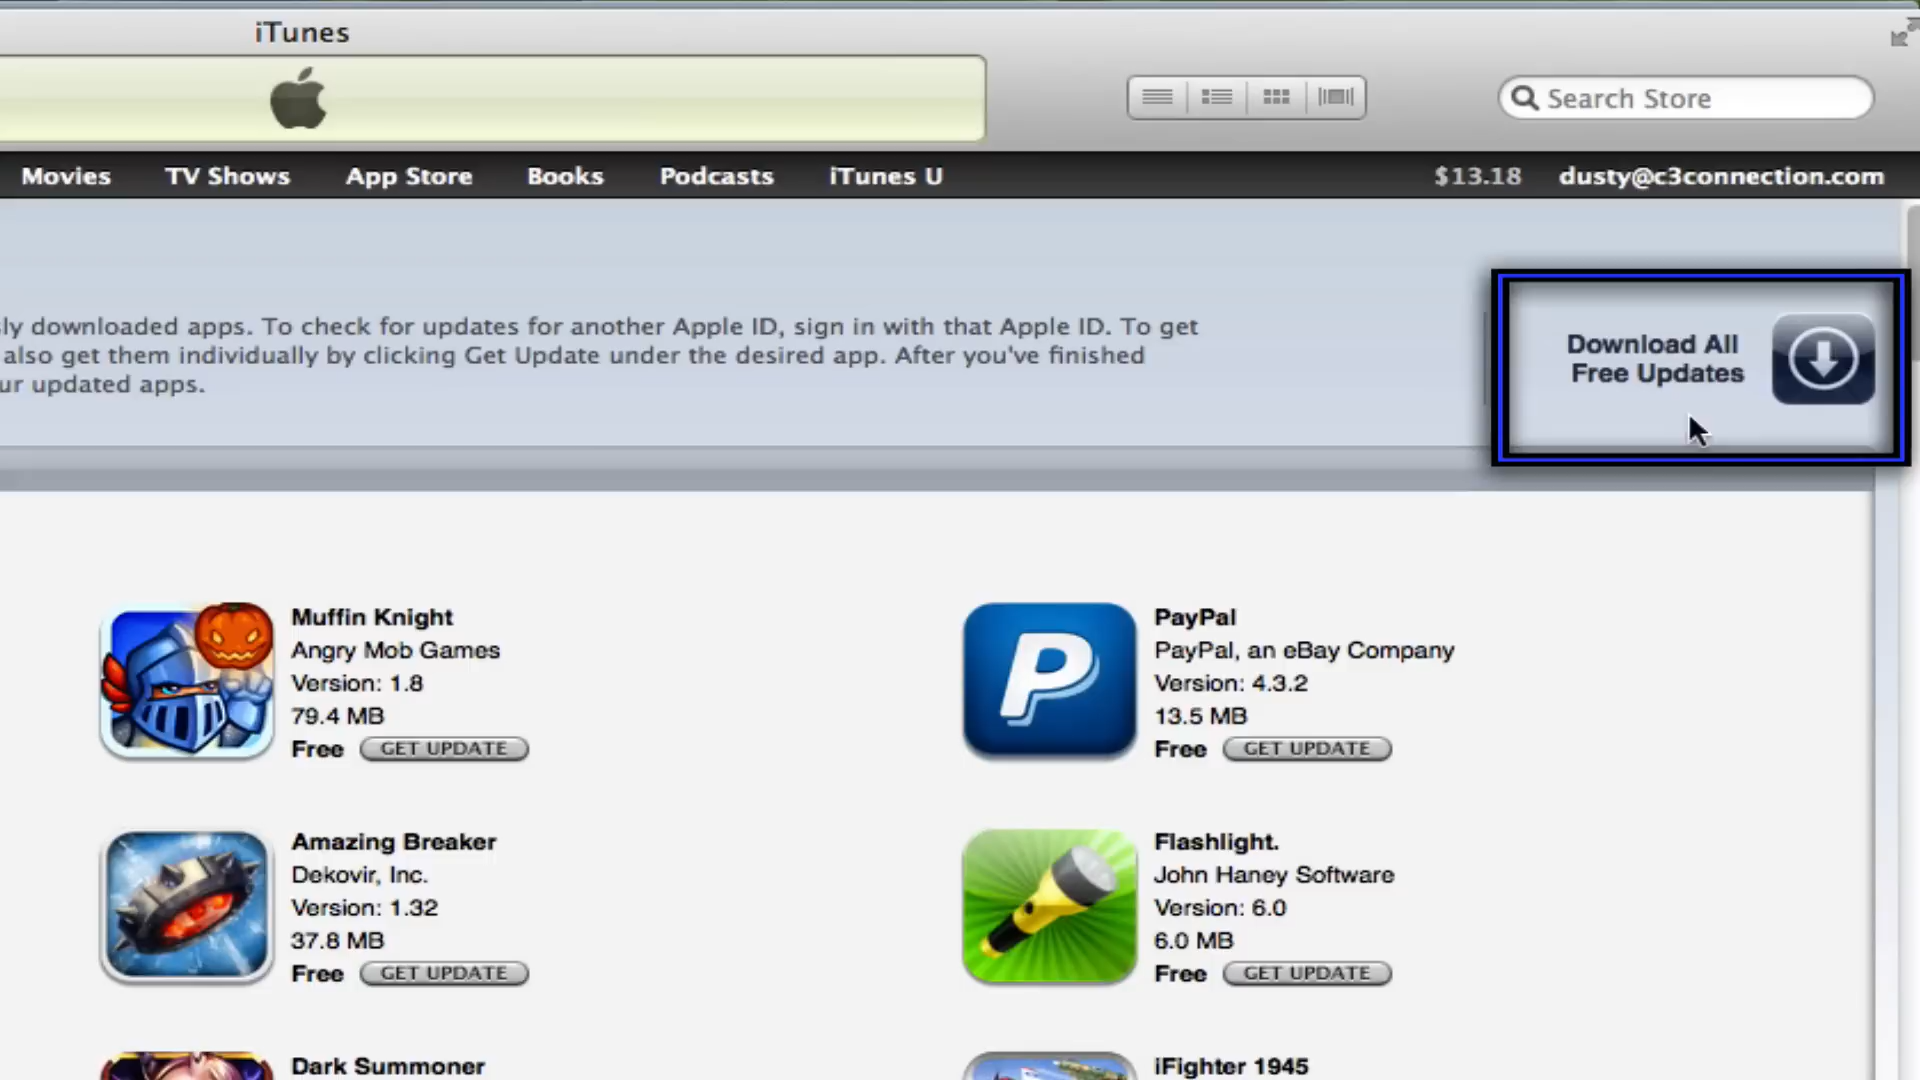 iTunes
Search Store
Movies TV Shows App Store Books Podcasts iTunes U $13.18 dusty@c3connection.com
ly downloaded apps. To check for updates for another Apple ID, sign in with that Apple ID. To get
also get them individually by clicking Get Update under the desired app. After you've finished
ur updated apps.
Download All
Free Updates
Muffin Knight
Angry Mob Games
Version: 1.8
79.4 MB
Free GET UPDATE
PayPal
PayPal, an eBay Company
Version: 4.3.2
13.5 MB
Free GET UPDATE
Amazing Breaker
Dekovir, Inc.
Version: 1.32
37.8 MB
Free GET UPDATE
Flashlight.
John Haney Software
Version: 6.0
6.0 MB
Free GET UPDATE
Dark Summoner
iFighter 1945